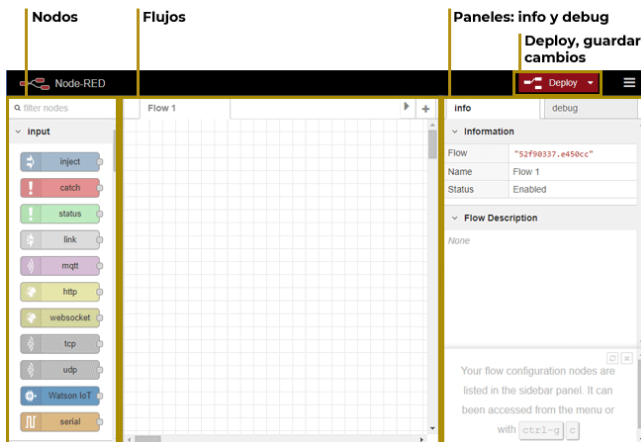 Nodos
Flujos
Paneles: info y debug
Deploy, guardar
cambios
Node-RED
Deploy
filter nodes
Flow 1
+
info
debug
input
inject
catch
status
link
mqtt
http
websocket
tcp
udp
Watson IoT
serial
Information
Flow "52f90337.e450cc"
Name Flow 1
Status Enabled
Flow Description
None
Your flow configuration nodes are
listed in the sidebar panel. It can
been accessed from the menu or
with ctrl-g c